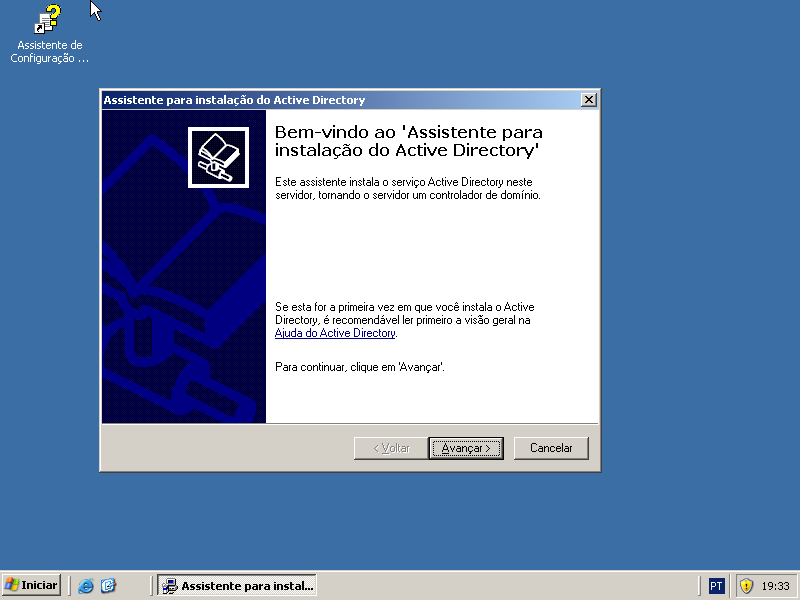 Assistente de
Configuração ...
Assistente para instalação do Active Directory
Bem-vindo ao 'Assistente para
instalação do Active Directory'
Este assistente instala o serviço Active Directory neste
servidor, tornando o servidor um controlador de domínio.
Se esta for a primeira vez em que você instala o Active
Directory, é recomendável ler primeiro a visão geral na
Ajuda do Active Directory.
Para continuar, clique em 'Avançar'.
< Voltar
Avançar >
Cancelar
Iniciar
Assistente para instal...
PT
19:33